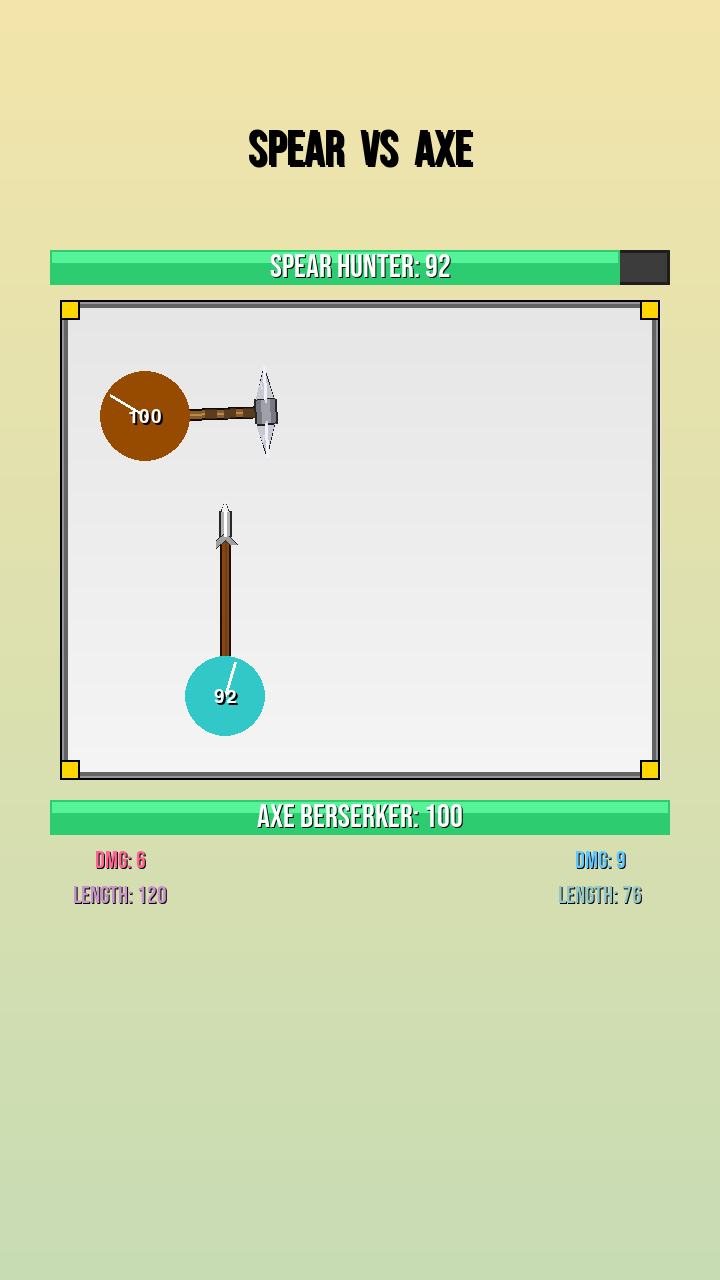 SPEAR VS AXE
SPEAR HUNTER: 92
100
92
AXE BERSERKER: 100
DMG: 6
DMG: 9
LENGTH: 120
LENGTH: 76